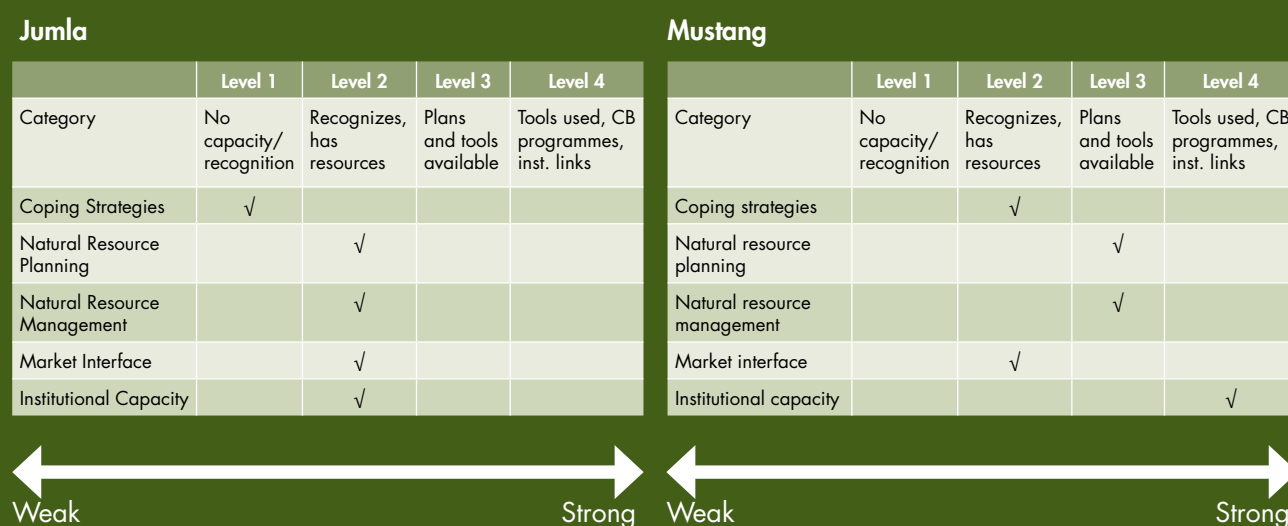 Jumla
Level 1 Level 2 Level 3 Level 4
Category No capacity/ recognition Recognizes, has resources Plans and tools available Tools used, CB programmes, inst. links
Coping Strategies √
Natural Resource Planning √
Natural Resource Management √
Market Interface √
Institutional Capacity √
Weak Strong
Mustang
Level 1 Level 2 Level 3 Level 4
Category No capacity/ recognition Recognizes, has resources Plans and tools available Tools used, CB programmes, inst. links
Coping strategies √
Natural resource planning √
Natural resource management √
Market interface √
Institutional capacity √
Weak Strong